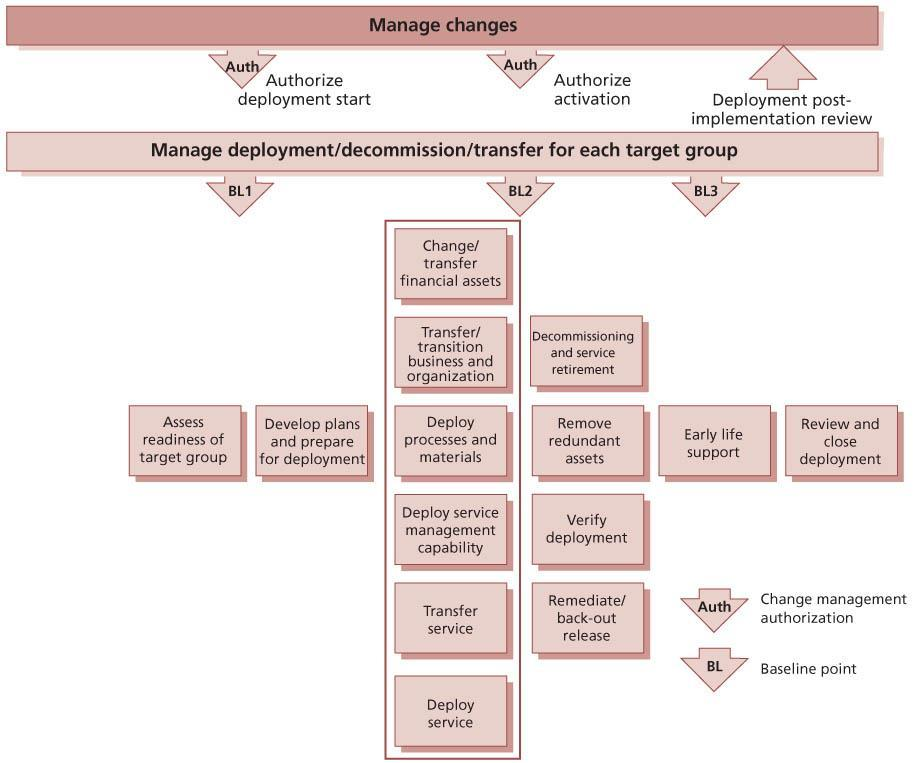 Manage changes
Auth
Authorize
deployment start
Auth
Authorize
activation
Deployment post-
implementation review
Manage deployment/decommission/transfer for each target group
BL1
BL2
BL3
Change/
transfer
financial assets
Transfer/
transition
business and
organization
Decommissioning
and service
retirement
Assess
readiness of
target group
Develop plans
and prepare
for deployment
Deploy
processes and
materials
Remove
redundant
assets
Early life
support
Review and
close
deployment
Deploy service
management
capability
Verify
deployment
Transfer
service
Remediate/
back-out
release
Deploy
service
Auth
Change management
authorization
BL
Baseline point